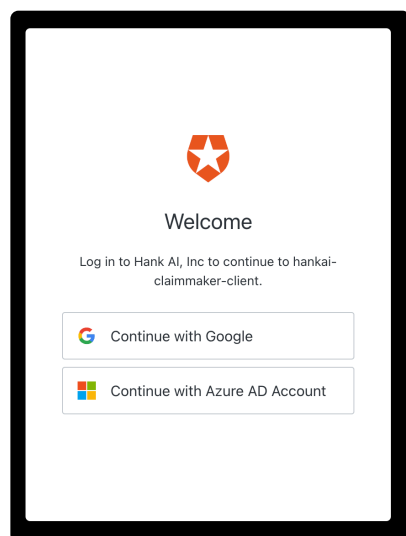 Welcome
Log in to Hank AI, Inc to continue to hankai-
claimmaker-client.
Continue with Google
Continue with Azure AD Account